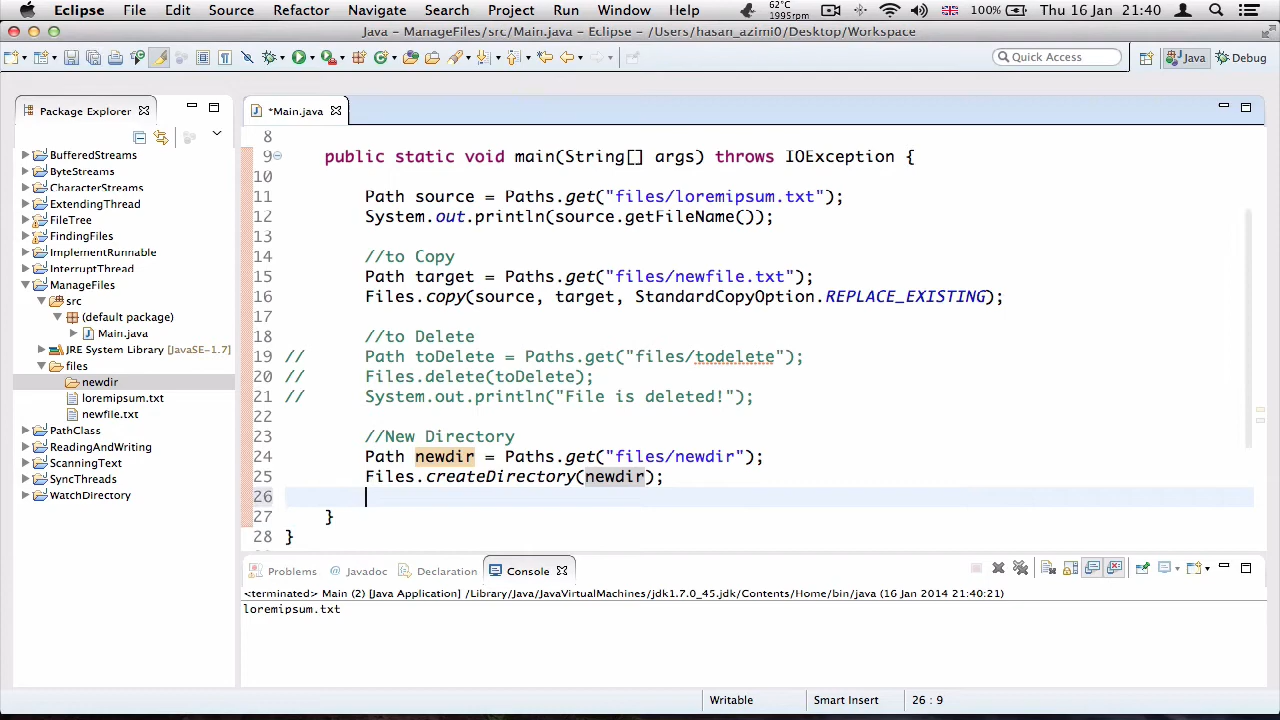 Eclipse File Edit Source Refactor Navigate Search Project Run Window Help 62°C 1995rpm 100% Thu 16 Jan 21:40
Java - ManageFiles/src/Main.java - Eclipse - /Users/hasan_azimi0/Desktop/Workspace
Quick Access Java Debug
Package Explorer
BufferedStreams
ByteStreams
CharacterStreams
ExtendingThread
FileTree
FindingFiles
ImplementRunnable
InterruptThread
ManageFiles
src
(default package)
Main.java
JRE System Library [JavaSE-1.7]
files
newdir
loremipsum.txt
newfile.txt
PathClass
ReadingAndWriting
ScanningText
SyncThreads
WatchDirectory
*Main.java
8
9 public static void main(String[] args) throws IOException {
10
11 Path source = Paths.get("files/loremipsum.txt");
12 System.out.println(source.getFileName());
13
14 //to Copy
15 Path target = Paths.get("files/newfile.txt");
16 Files.copy(source, target, StandardCopyOption.REPLACE_EXISTING);
17
18 //to Delete
19 // Path toDelete = Paths.get("files/todelete");
20 // Files.delete(toDelete);
21 // System.out.println("File is deleted!");
22
23 //New Directory
24 Path newdir = Paths.get("files/newdir");
25 Files.createDirectory(newdir);
26
27 }
28 }
Problems @ Javadoc Declaration Console
<terminated> Main (2) [Java Application] /Library/Java/JavaVirtualMachines/jdk1.7.0_45.jdk/Contents/Home/bin/java (16 Jan 2014 21:40:21)
loremipsum.txt
Writable Smart Insert 26 : 9